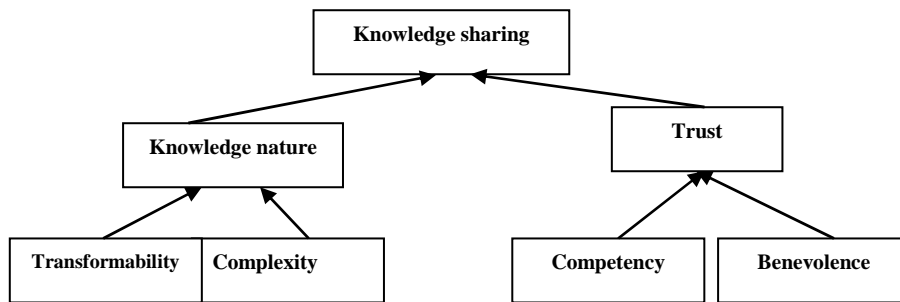 Knowledge sharing
Trust
Knowledge nature
Transformability
Complexity
Competency
Benevolence